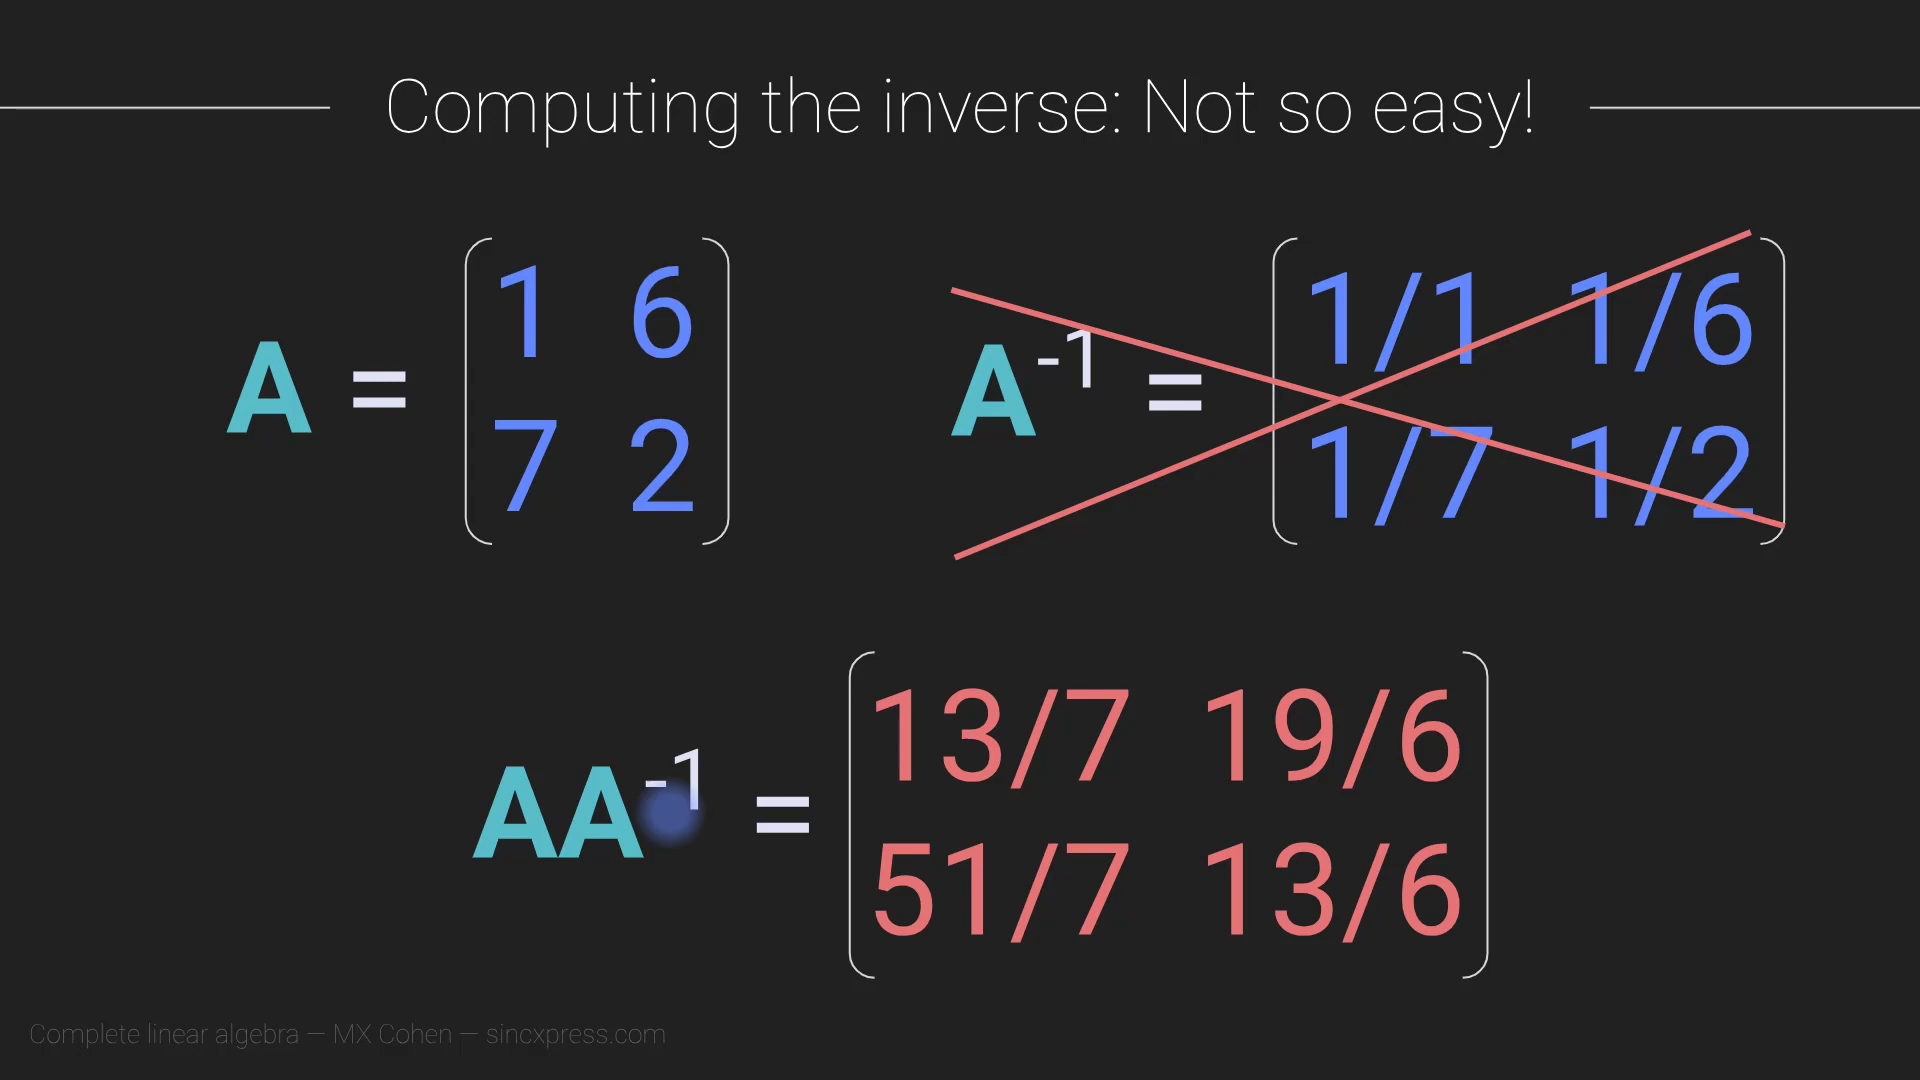 Computing the inverse: Not so easy!
A = 1 6
7 2
A-1 = 1/1 1/6
1/7 1/2
AA-1 = 13/7 19/6
51/7 13/6
Complete linear algebra — MX Cohen — sincxpress.com